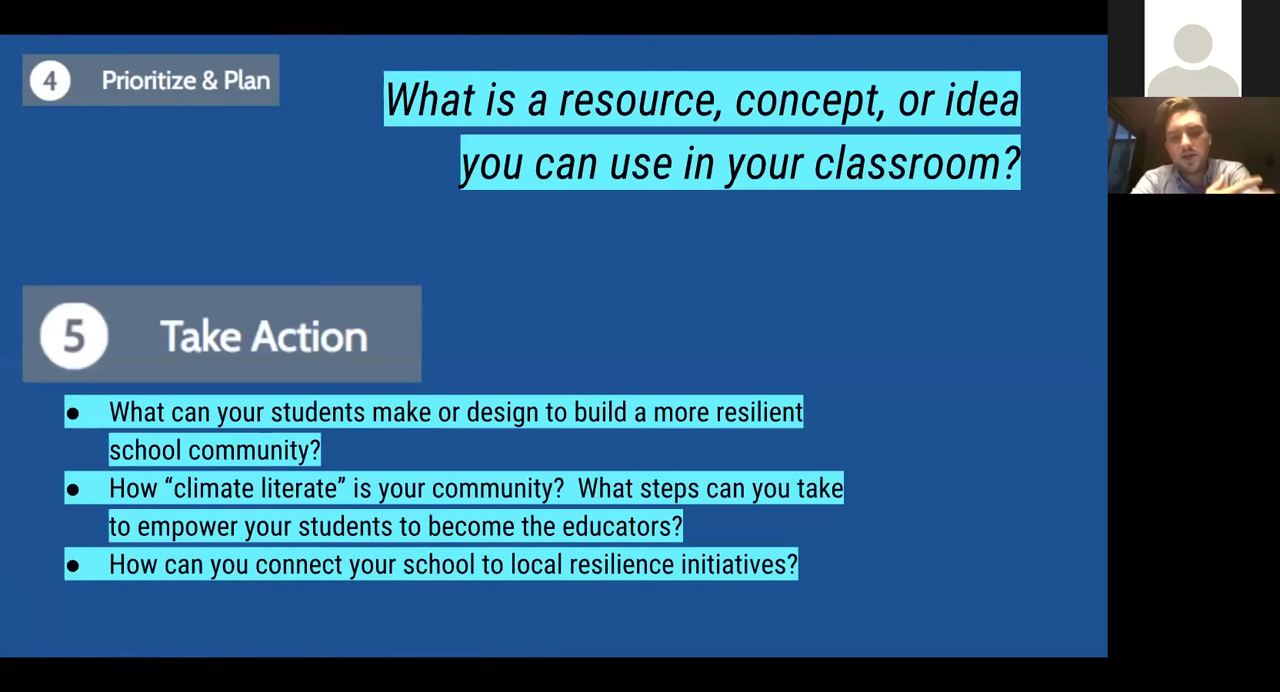 4 Prioritize & Plan
What is a resource, concept, or idea
you can use in your classroom?
5 Take Action
● What can your students make or design to build a more resilient
school community?
● How “climate literate” is your community?  What steps can you take
to empower your students to become the educators?
● How can you connect your school to local resilience initiatives?